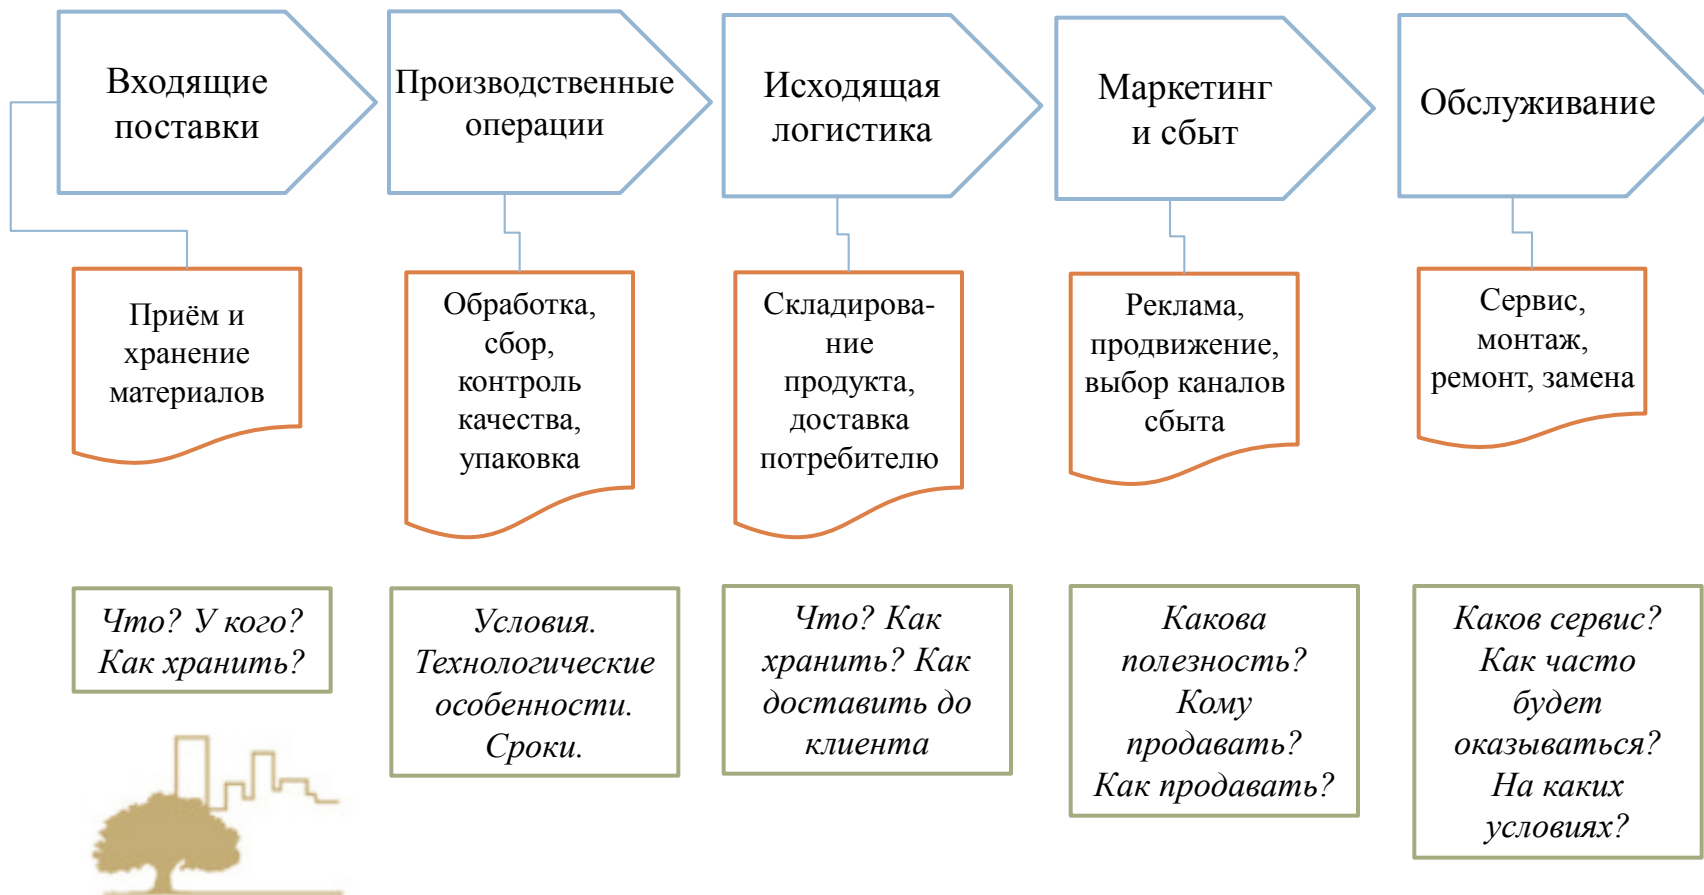 Входящие
поставки
Производственные
операции
Исходящая
логистика
Маркетинг
и сбыт
Обслуживание
Приём и
хранение
материалов
Обработка,
сбор,
контроль
качества,
упаковка
Складирова-
ние
продукта,
доставка
потребителю
Реклама,
продвижение,
выбор каналов
сбыта
Сервис,
монтаж,
ремонт, замена
Что? У кого?
Как хранить?
Условия.
Технологические
особенности.
Сроки.
Что? Как
хранить? Как
доставить до
клиента
Какова
полезность?
Кому
продавать?
Как продавать?
Каков сервис?
Как часто
будет
оказываться?
На каких
условиях?